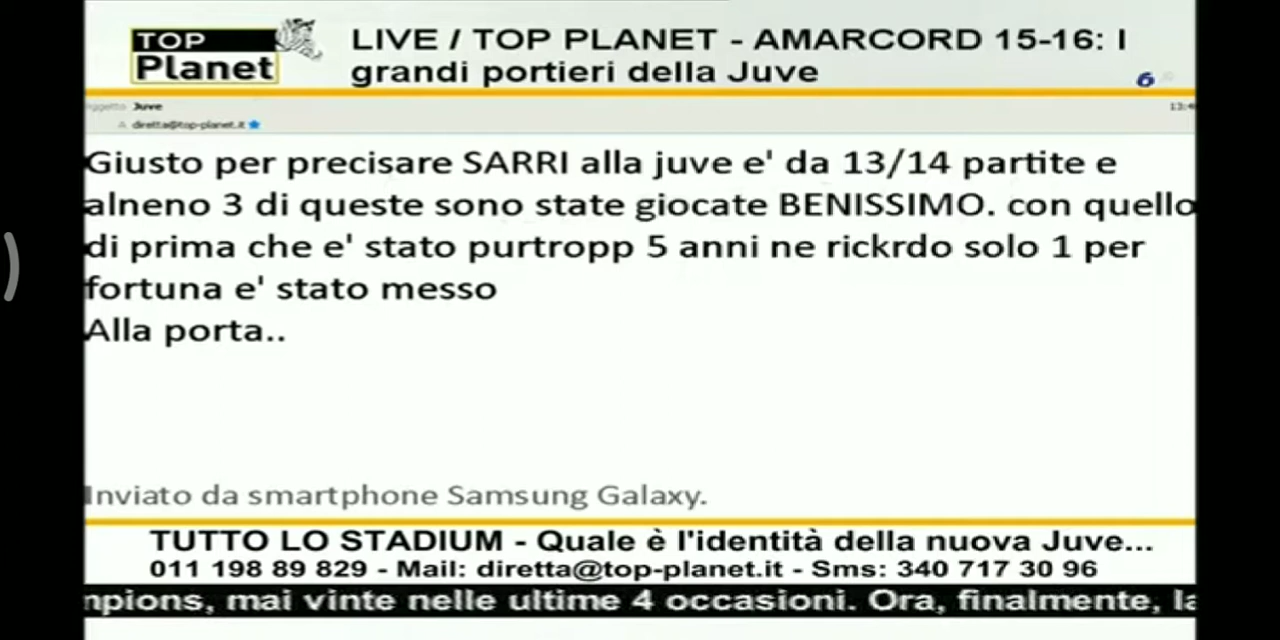 TOP
Planet
LIVE / TOP PLANET - AMARCORD 15-16: I
grandi portieri della Juve
6
Oggetto Juve
A diretta@top-planet.it
Giusto per precisare SARRI alla juve e' da 13/14 partite e
alneno 3 di queste sono state giocate BENISSIMO. con quello
di prima che e' stato purtropp 5 anni ne rickrdo solo 1 per
fortuna e' stato messo
Alla porta..
Inviato da smartphone Samsung Galaxy.
TUTTO LO STADIUM - Quale è l'identità della nuova Juve...
011 198 89 829 - Mail: diretta@top-planet.it - Sms: 340 717 30 96
mpions, mai vinte nelle ultime 4 occasioni. Ora, finalmente, la